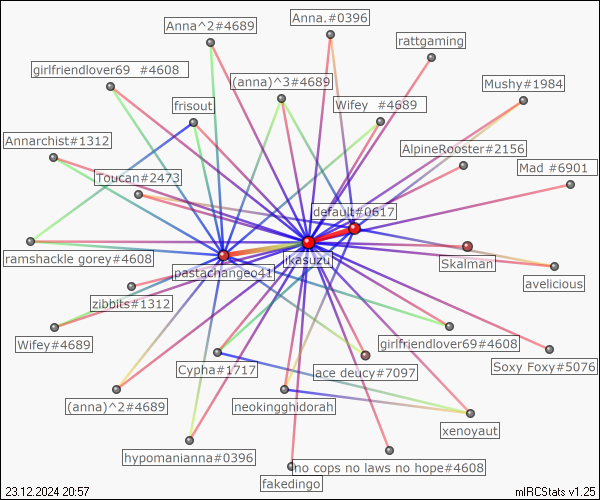 Anna^2#4689
Anna.#0396
rattgaming
girlfriendlover69 #4608
(anna)^3#4689
Mushy#1984
frisout
Wifey #4689
Annarchist#1312
AlpineRooster#2156
Toucan#2473
Mad #6901
default#0617
ramshackle gorey#4608
likasuzu
Skalman
pastachangeo41
avelicious
zibbits#1312
Wifey#4689
girlfriendlover69#4608
Cypha#1717
ace deucy#7097
Soxy Foxy#5076
(anna)^2#4689
neokingghidorah
xenoyaut
hypomanianna#0396
no cops no laws no hope#4608
fakedingo
23.12.2024 20:57
mIRCStats v1.25